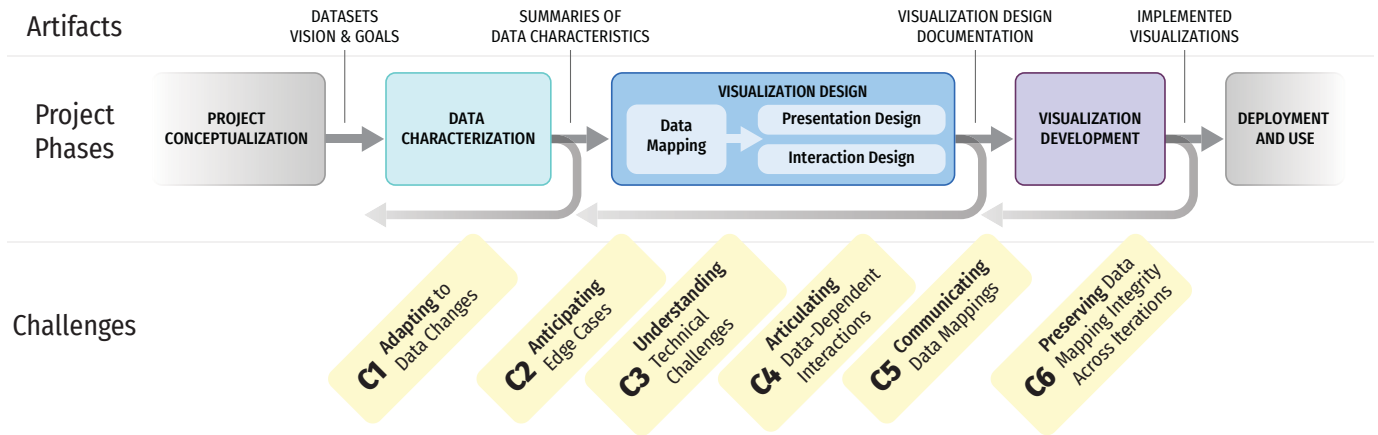 Artifacts
DATASETS
VISION & GOALS
SUMMARIES OF
DATA CHARACTERISTICS
VISUALIZATION DESIGN
DOCUMENTATION
IMPLEMENTED
VISUALIZATIONS
Project
Phases
PROJECT
CONCEPTUALIZATION
DATA
CHARACTERIZATION
VISUALIZATION DESIGN
Data
Mapping
Presentation Design
Interaction Design
VISUALIZATION
DEVELOPMENT
DEPLOYMENT
AND USE
Challenges
C1 Adapting to
Data Changes
C2 Anticipating
Edge Cases
C3 Understanding
Technical
Challenges
C4 Articulating
Data-Dependent
Interactions
C5 Communicating
Data Mappings
C6 Preserving Data
Mapping Integrity
Across Iterations